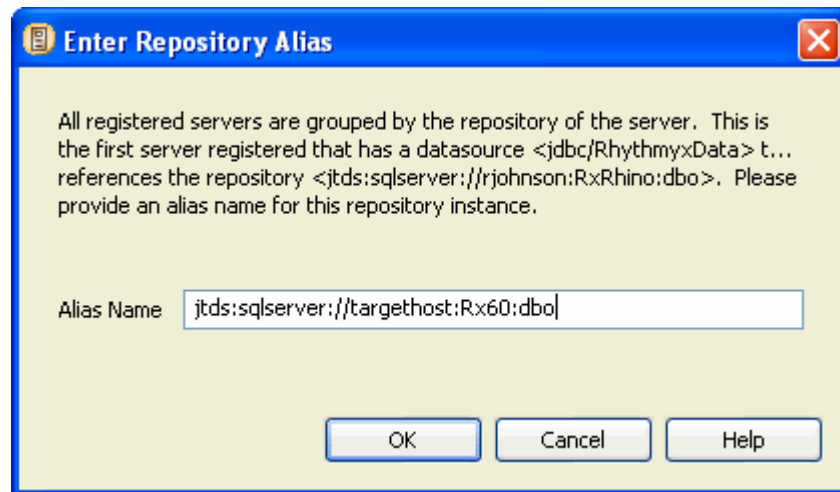 Enter Repository Alias
All registered servers are grouped by the repository of the server. This is
the first server registered that has a datasource <jdbc/RhythmyxData> t...
references the repository <jtds:sqlserver://rjohnson:RxRhino:dbo>. Please
provide an alias name for this repository instance.
Alias Name jtds:sqlserver://targethost:Rx60:dbo
OK Cancel Help